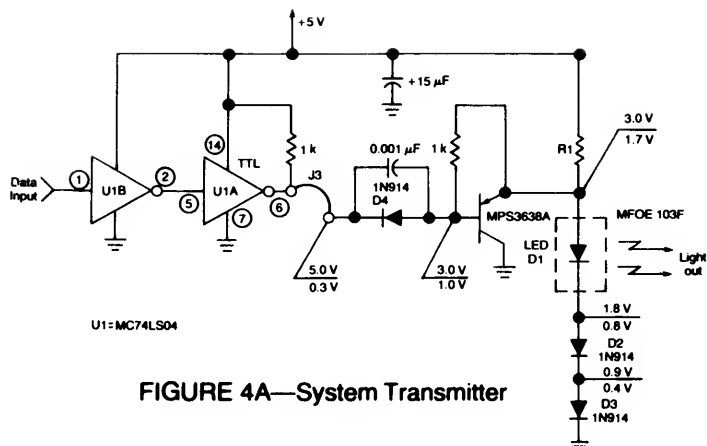 +5 V
+15 μF
14
TTL
1 k
0.001 μF
1N914
D4
1 k
R1
3.0 V
1.7 V
Data
Input
1
U1B
2
5
U1A
7
6
J3
MPS3638A
MFOE 103F
LED
D1
Light
out
5.0 V
0.3 V
3.0 V
1.0 V
1.8 V
0.8 V
D2
1N914
0.9 V
0.4 V
D3
1N914
U1=MC74LS04
FIGURE 4A—System Transmitter